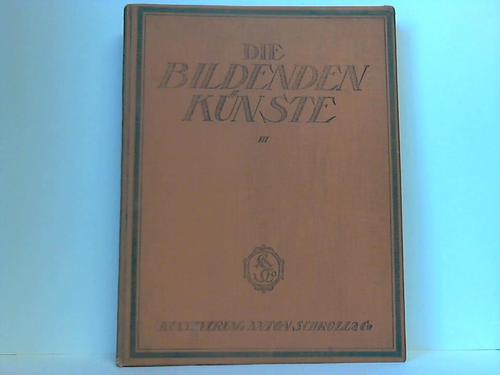 DIE
BILDENDEN
KÜNSTE
III
KUNSTVERLAG ANTON SCHROLL & Co